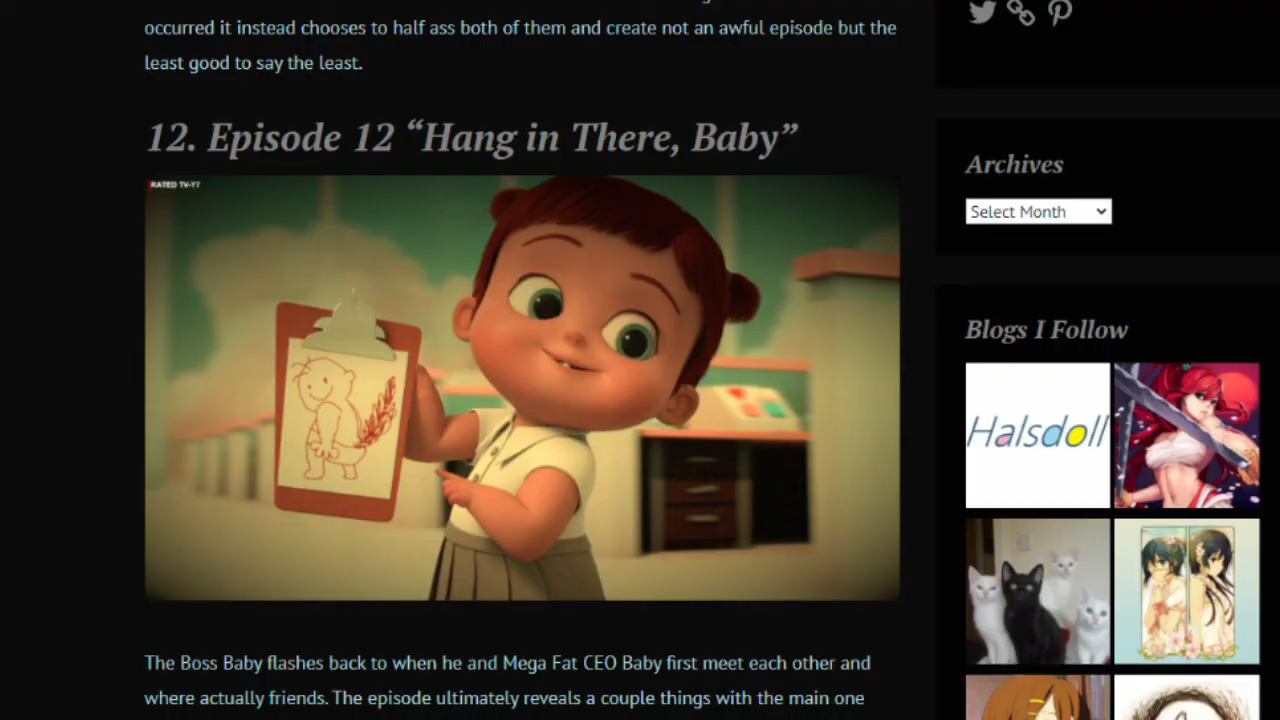 occurred it instead chooses to half ass both of them and create not an awful episode but the
least good to say the least.
12. Episode 12 “Hang in There, Baby”
RATED TV-Y7
The Boss Baby flashes back to when he and Mega Fat CEO Baby first meet each other and
where actually friends. The episode ultimately reveals a couple things with the main one
Archives
Select Month
Blogs I Follow
Halsdoll